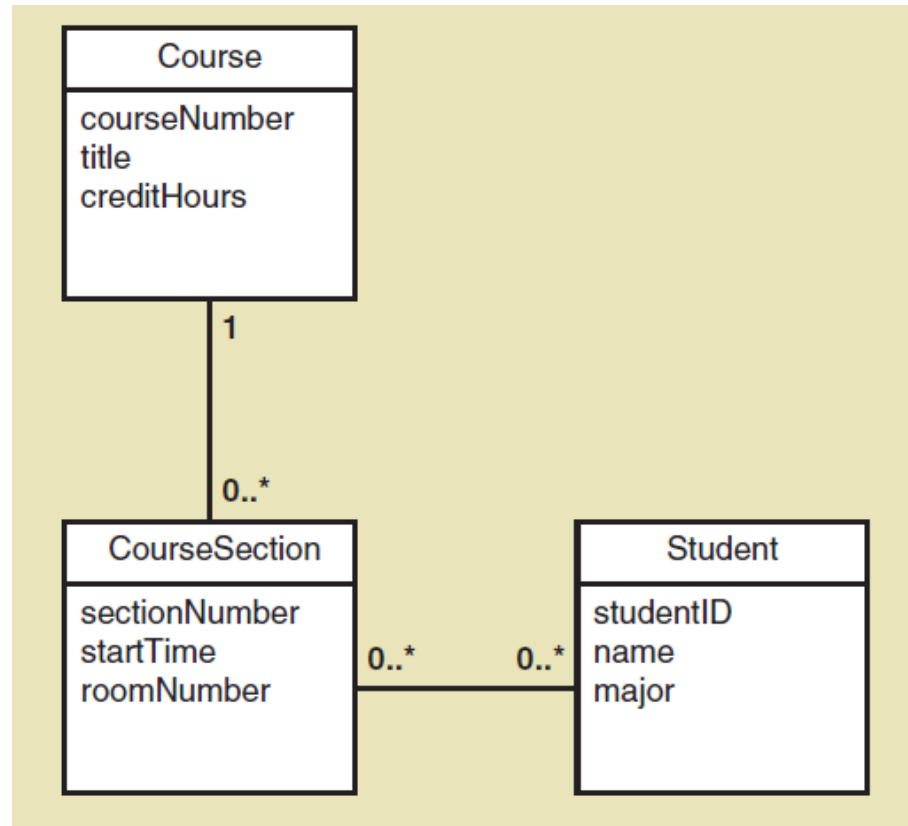 Course
courseNumber
title
creditHours
1
0..*
CourseSection
sectionNumber
startTime
roomNumber
0..*
0..*
Student
studentID
name
major